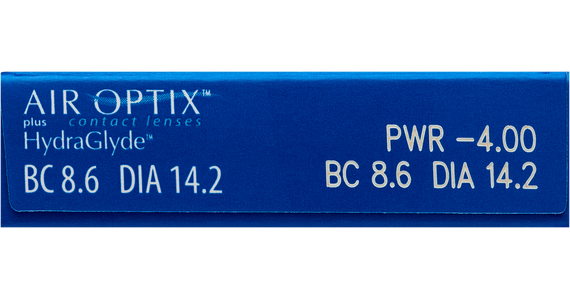 AIR OPTIX™
plus contact lenses
HydraGlyde™
BC 8.6 DIA 14.2
PWR -4.00
BC 8.6 DIA 14.2